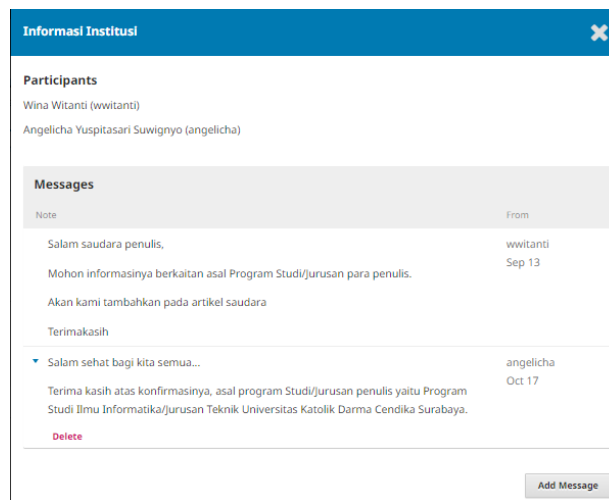 Informasi Institusi
Participants
Wina Witanti (wwitanti)
Angelicha Yuspitasari Suwignyo (angelicha)
Messages
Note
From
Salam saudara penulis,
wwitanti
Sep 13
Mohon informasinya berkaitan asal Program Studi/Jurusan para penulis.
Akan kami tambahkan pada artikel saudara
Terimakasih
Salam sehat bagi kita semua...
angelicha
Oct 17
Terima kasih atas konfirmasinya, asal program Studi/Jurusan penulis yaitu Program
Studi Ilmu Informatika/Jurusan Teknik Universitas Katolik Darma Cendika Surabaya.
Delete
Add Message